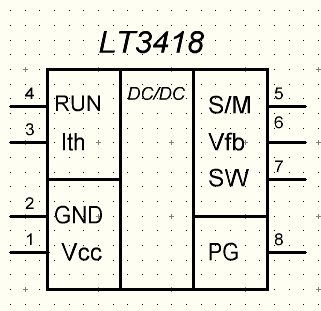 LT3418
DC/DC
4 RUN S/M 5
3 Ith Vfb 6
SW 7
2 GND
1 Vcc PG 8